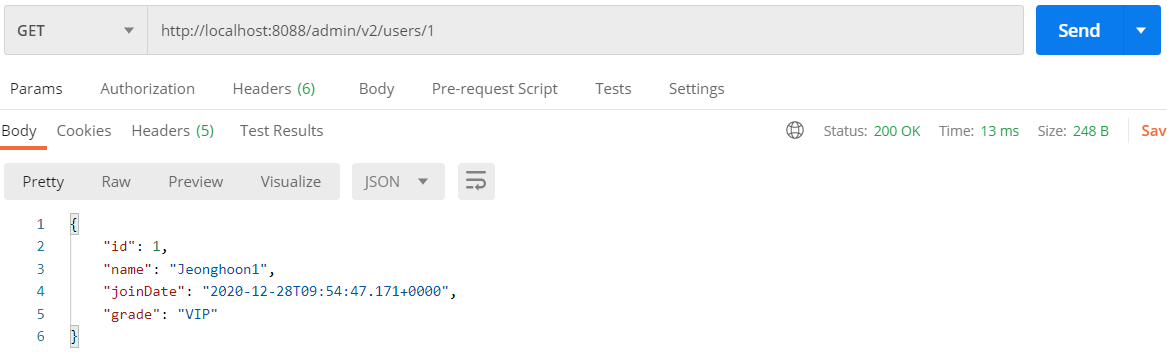 GET http://localhost:8088/admin/v2/users/1 Send
Params Authorization Headers (6) Body Pre-request Script Tests Settings
Body Cookies Headers (5) Test Results Status: 200 OK Time: 13 ms Size: 248 B Sav
Pretty Raw Preview Visualize JSON
1 {
2 "id": 1,
3 "name": "Jeonghoon1",
4 "joinDate": "2020-12-28T09:54:47.171+0000",
5 "grade": "VIP"
6 }